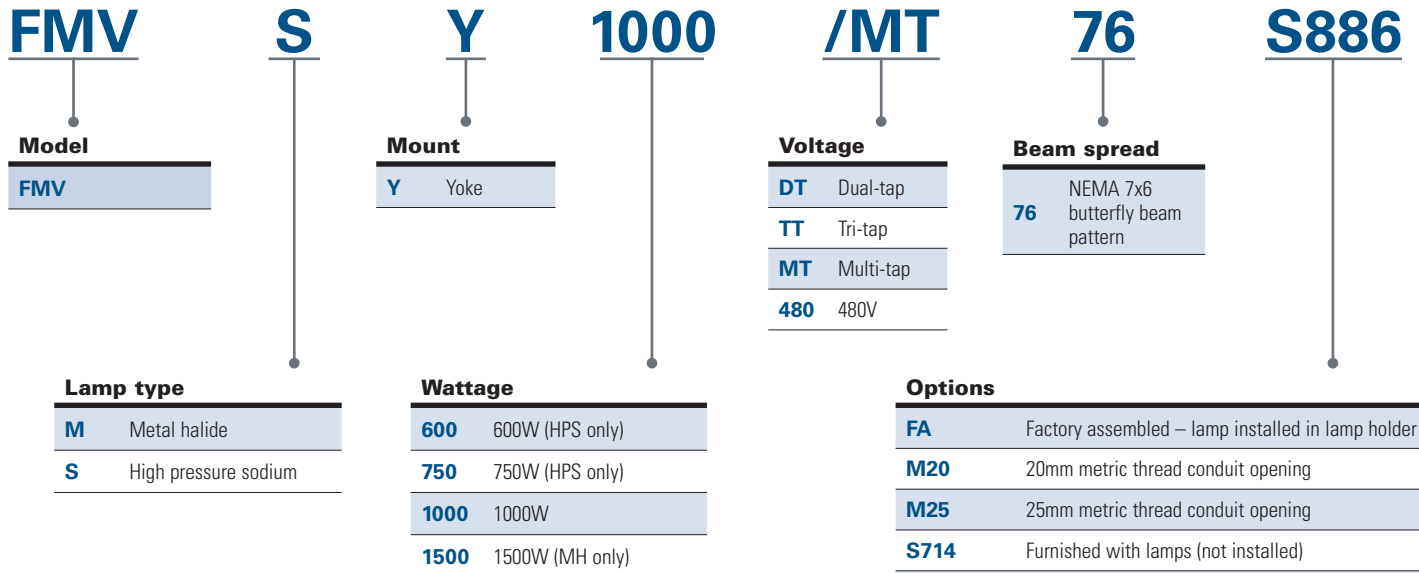 FMV S Y 1000 /MT 76 S886
Model
FMV
Mount
Y Yoke
Voltage
DT Dual-tap
TT Tri-tap
MT Multi-tap
480 480V
Beam spread
76 NEMA 7x6
butterfly beam
pattern
Lamp type
M Metal halide
S High pressure sodium
Wattage
600 600W (HPS only)
750 750W (HPS only)
1000 1000W
1500 1500W (MH only)
Options
FA Factory assembled – lamp installed in lamp holder
M20 20mm metric thread conduit opening
M25 25mm metric thread conduit opening
S714 Furnished with lamps (not installed)